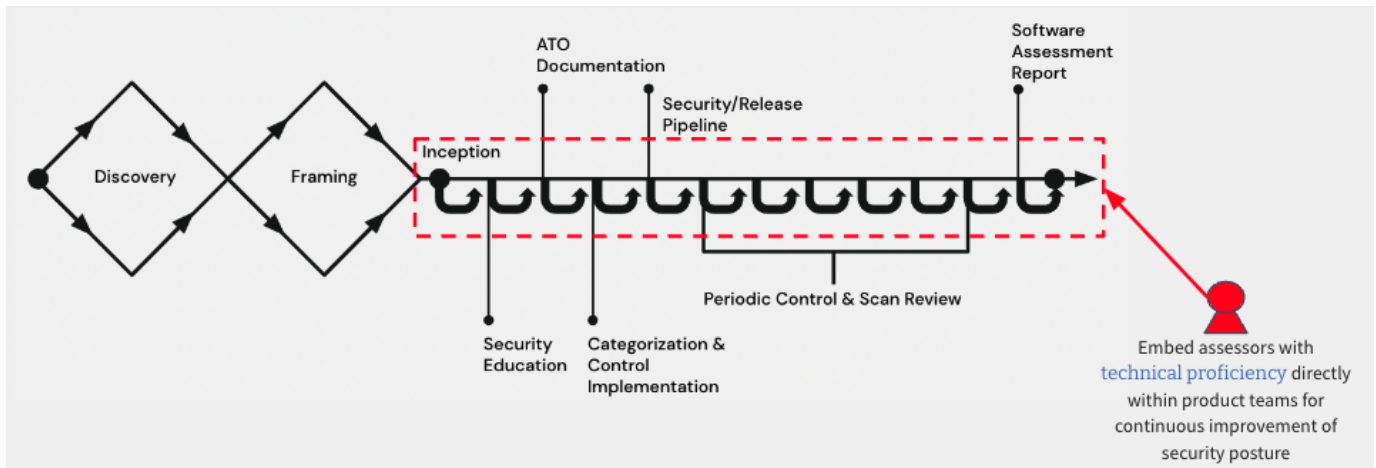 Software
Assessment
Report
ATO
Documentation
Security/Release
Pipeline
Inception
Discovery
Framing
Periodic Control & Scan Review
Security
Education
Categorization &
Control
Implementation
Embed assessors with
technical proficiency directly
within product teams for
continuous improvement of
security posture